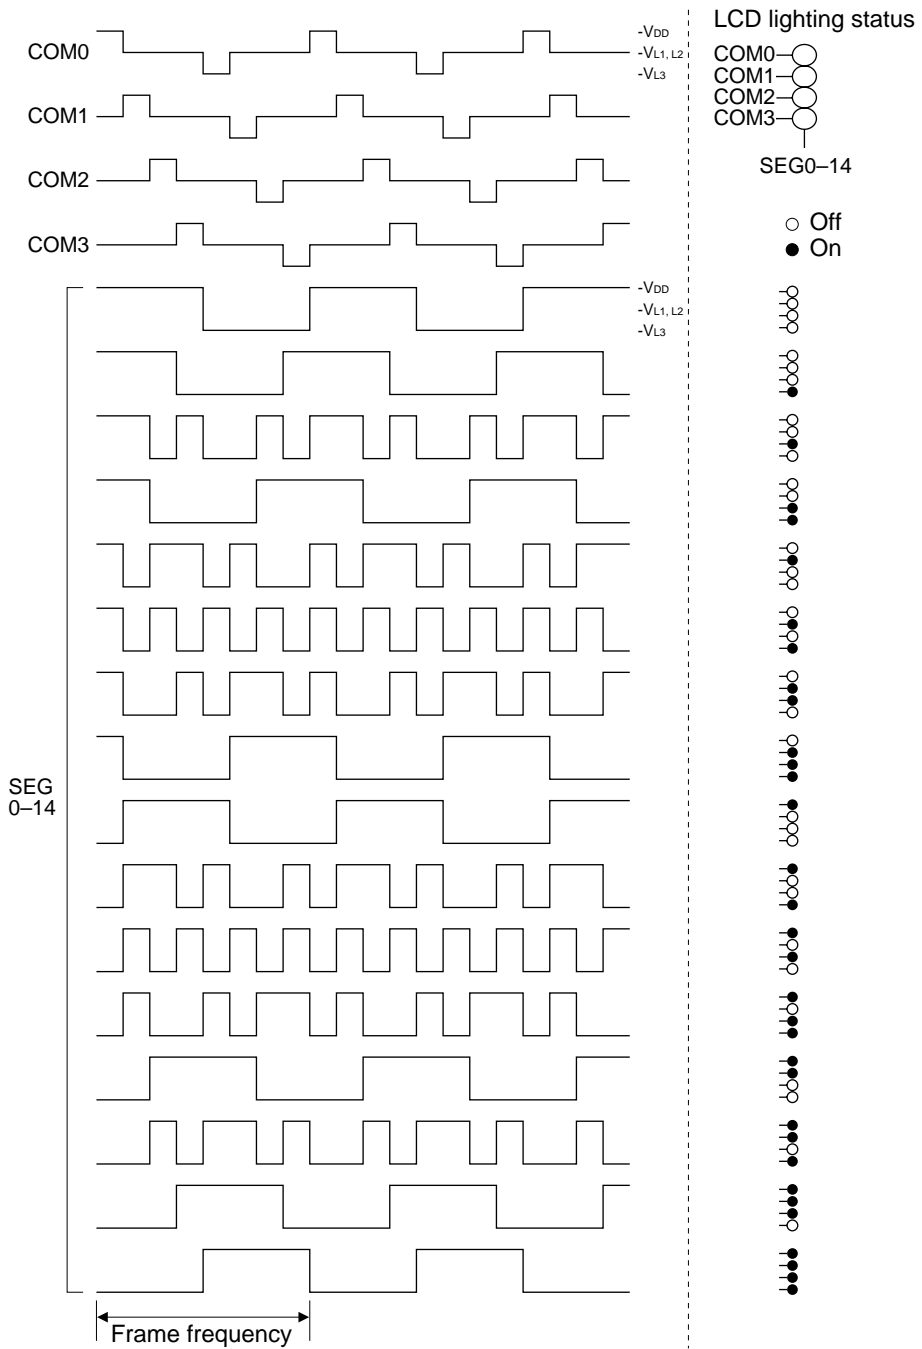 LCD lighting status
COM0
COM1
COM2
COM3
-VDD
-VL1, L2
-VL3
COM0
COM1
COM2
COM3
SEG0–14
Off
On
-VDD
-VL1, L2
-VL3
SEG
0–14
Frame frequency